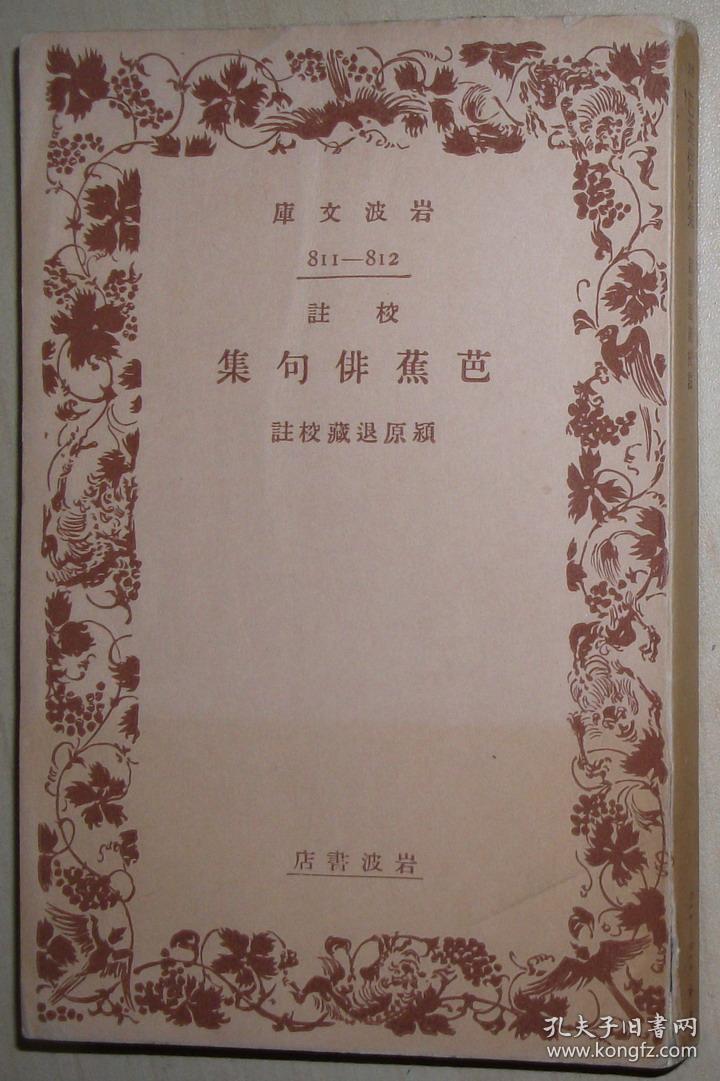 岩波文庫
811—812
校註
芭蕉俳句集
潁原退藏校註
岩波書店
孔夫子旧书网
www.kongfz.com